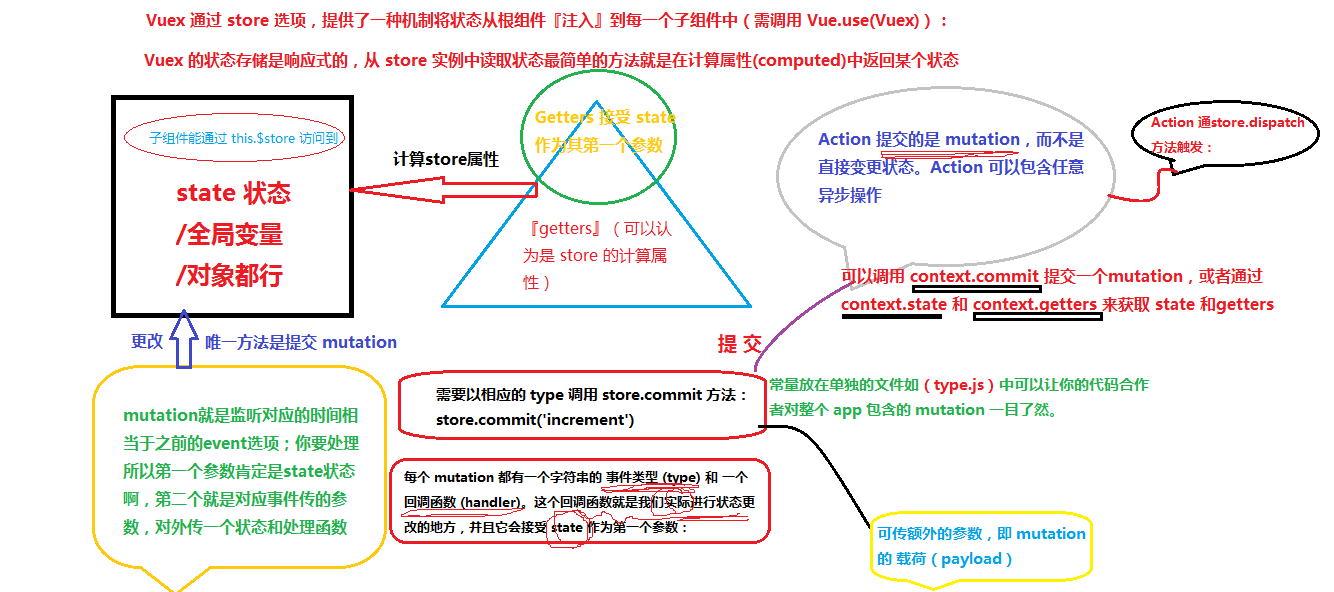 Vuex 通过 store 选项，提供了一种机制将状态从根组件『注入』到每一个子组件中（需调用 Vue.use(Vuex)）：
Vuex 的状态存储是响应式的，从 store 实例中读取状态最简单的方法就是在计算属性(computed)中返回某个状态
子组件能通过 this.$store 访问到
state 状态
/全局变量
/对象都行
计算store属性
Getters 接受 state
作为其第一个参数
『getters』（可以认
为是 store 的计算属
性）
Action 提交的是 mutation，而不是
直接变更状态。Action 可以包含任意
异步操作
Action 通store.dispatch
方法触发：
可以调用 context.commit 提交一个mutation，或者通过
context.state 和 context.getters 来获取 state 和getters
更改
唯一方法是提交 mutation
提 交
mutation就是监听对应的时间相
当于之前的event选项；你要处理
所以第一个参数肯定是state状态
啊，第二个就是对应事件传的参
数，对外传一个状态和处理函数
需要以相应的 type 调用 store.commit 方法：
store.commit('increment')
常量放在单独的文件如（type.js）中可以让你的代码合作
者对整个 app 包含的 mutation 一目了然。
每个 mutation 都有一个字符串的 事件类型 (type) 和 一个
回调函数 (handler)。这个回调函数就是我们实际进行状态更
改的地方，并且它会接受 state 作为第一个参数：
可传额外的参数，即 mutation
的 载荷（payload）